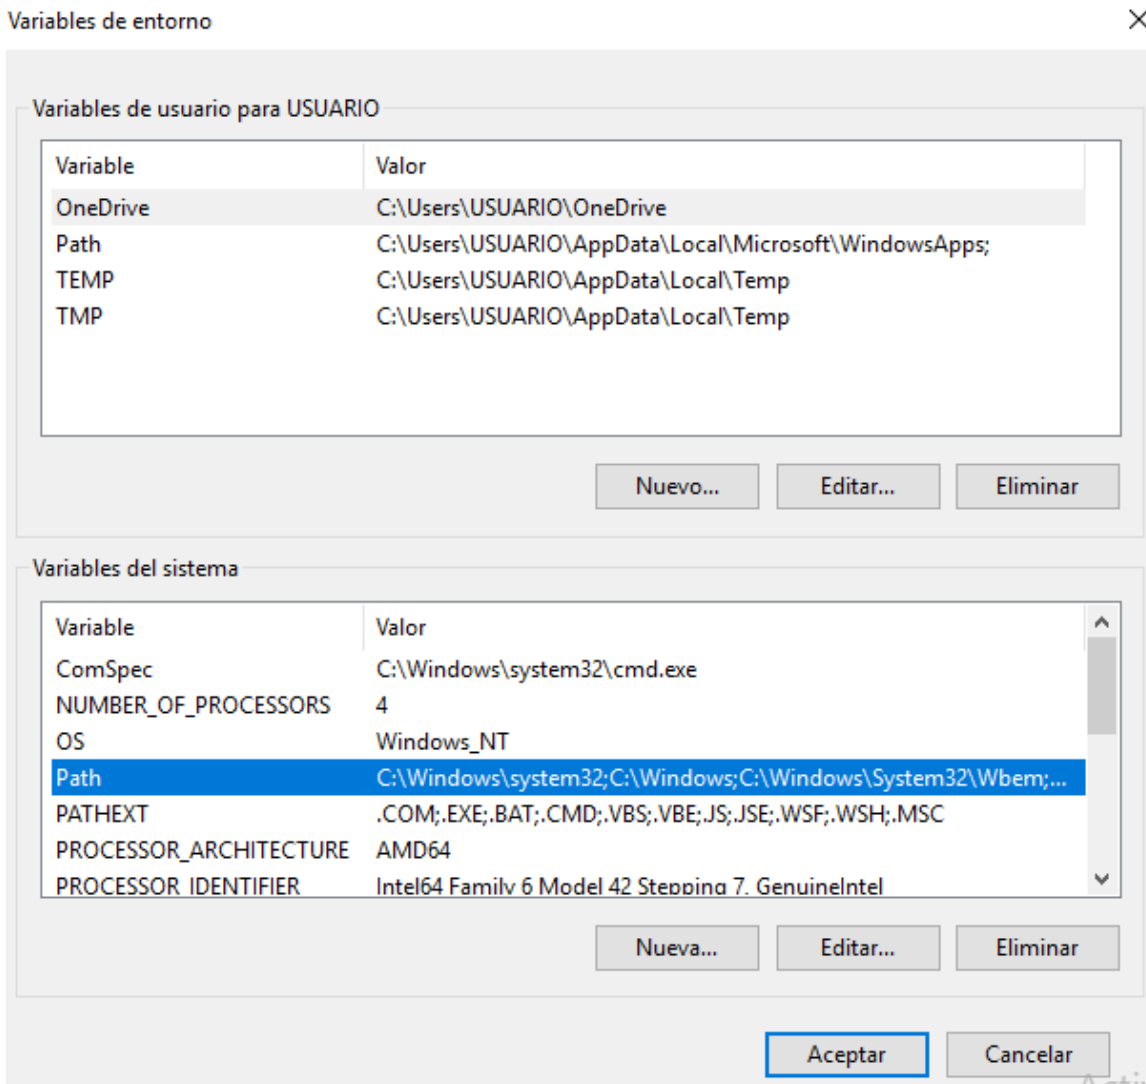 Variables de entorno
Variables de usuario para USUARIO
Variable Valor
OneDrive C:\Users\USUARIO\OneDrive
Path C:\Users\USUARIO\AppData\Local\Microsoft\WindowsApps;
TEMP C:\Users\USUARIO\AppData\Local\Temp
TMP C:\Users\USUARIO\AppData\Local\Temp
Nuevo... Editar... Eliminar
Variables del sistema
Variable Valor
ComSpec C:\Windows\system32\cmd.exe
NUMBER_OF_PROCESSORS 4
OS Windows_NT
Path C:\Windows\system32;C:\Windows;C:\Windows\System32\Wbem;...
PATHEXT .COM;.EXE;.BAT;.CMD;.VBS;.VBE;.JS;.JSE;.WSF;.WSH;.MSC
PROCESSOR_ARCHITECTURE AMD64
PROCESSOR_IDENTIFIER Intel64 Family 6 Model 42 Stepping 7, GenuineIntel
Nueva... Editar... Eliminar
Aceptar Cancelar